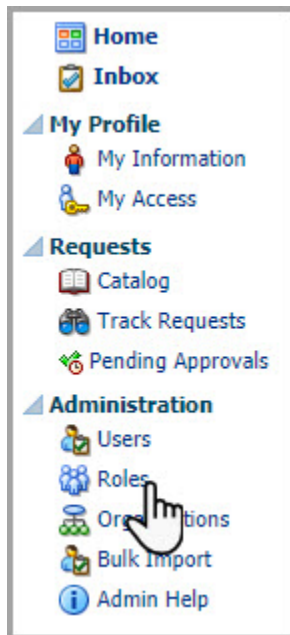 Home
Inbox
My Profile
My Information
My Access
Requests
Catalog
Track Requests
Pending Approvals
Administration
Users
Roles
Bulk Import
Admin Help